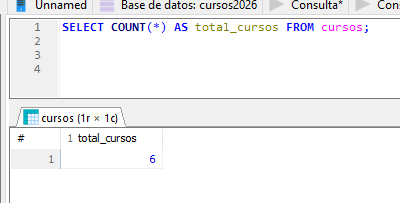 Unnamed Base de datos: cursos2026 Consulta* Con
1 SELECT COUNT(*) AS total_cursos FROM cursos;
2
3
4
cursos (1r × 1c)
# 1 total_cursos
1 6